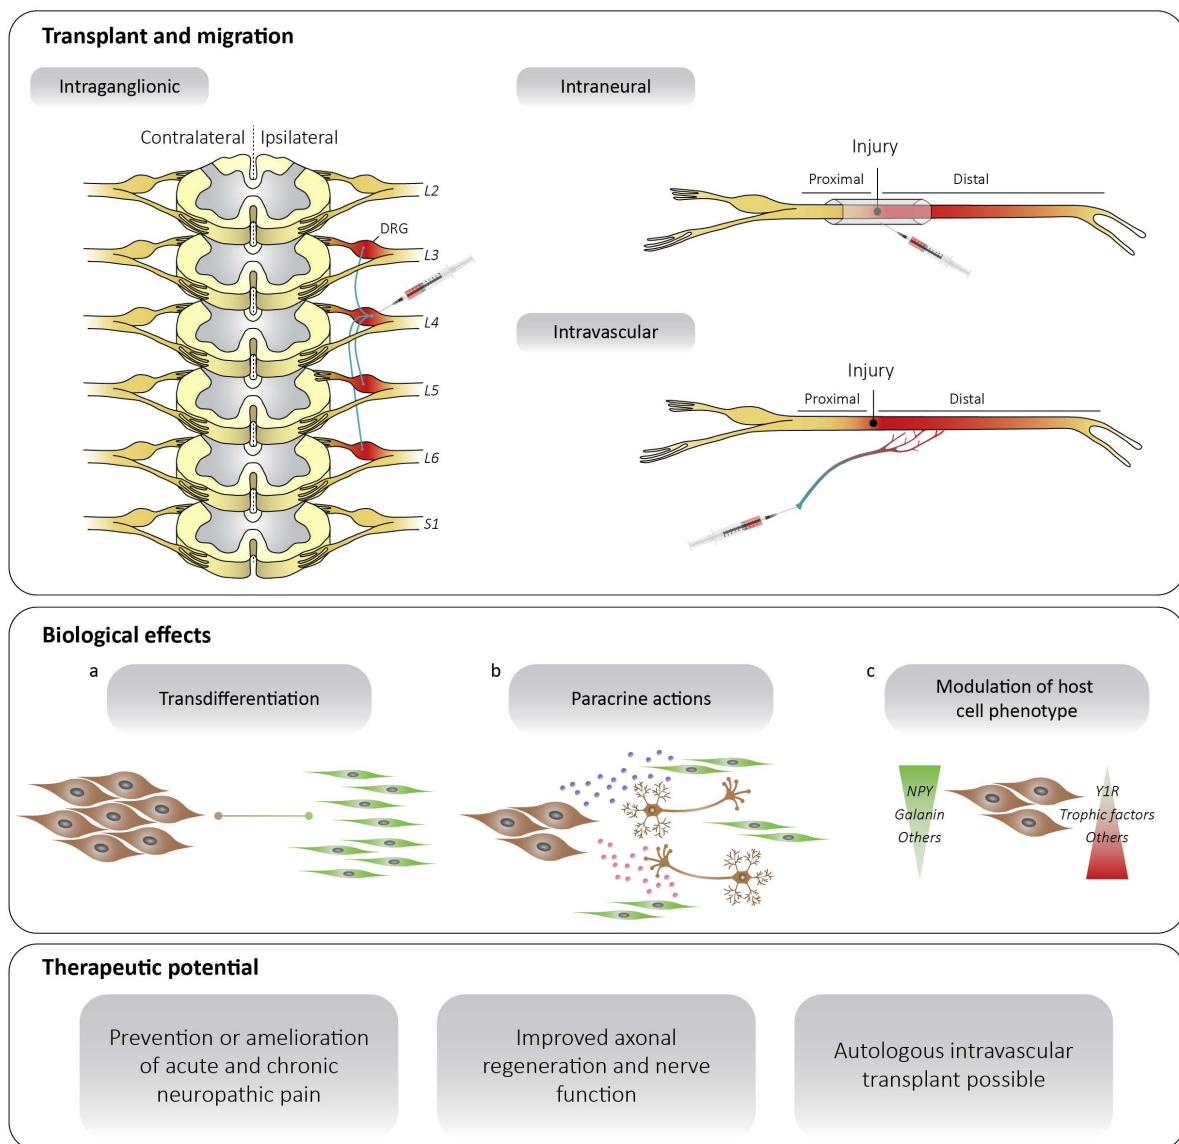 Transplant and migration
Intraganglionic
Contralateral Ipsilateral
L2
DRG
L3
L4
L5
L6
S1
Intraneural
Injury
Proximal Distal
Intravascular
Injury
Proximal Distal
Biological effects
a
Transdifferentiation
b
Paracrine actions
c
Modulation of host
cell phenotype
NPY
Galanin
Others
Y1R
Trophic factors
Others
Therapeutic potential
Prevention or amelioration
of acute and chronic
neuropathic pain
Improved axonal
regeneration and nerve
function
Autologous intravascular
transplant possible